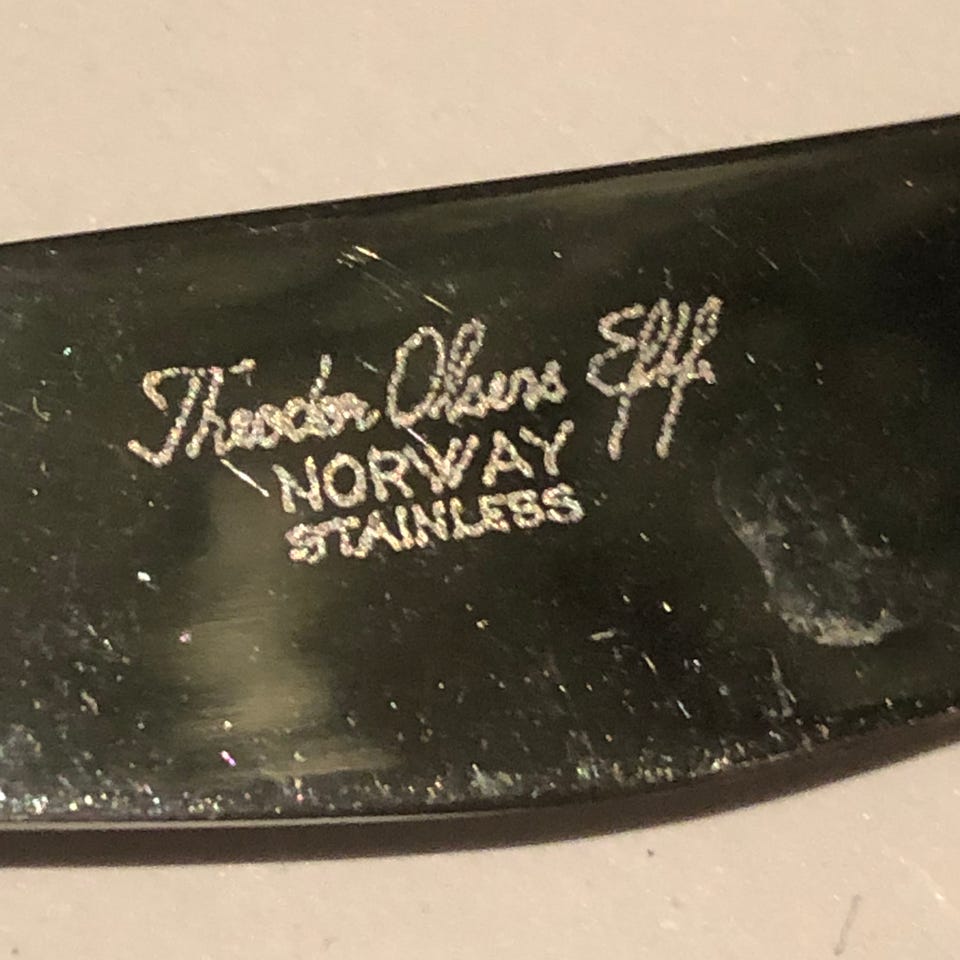 Theodor Olsens Eftf
NORWAY
STAINLESS